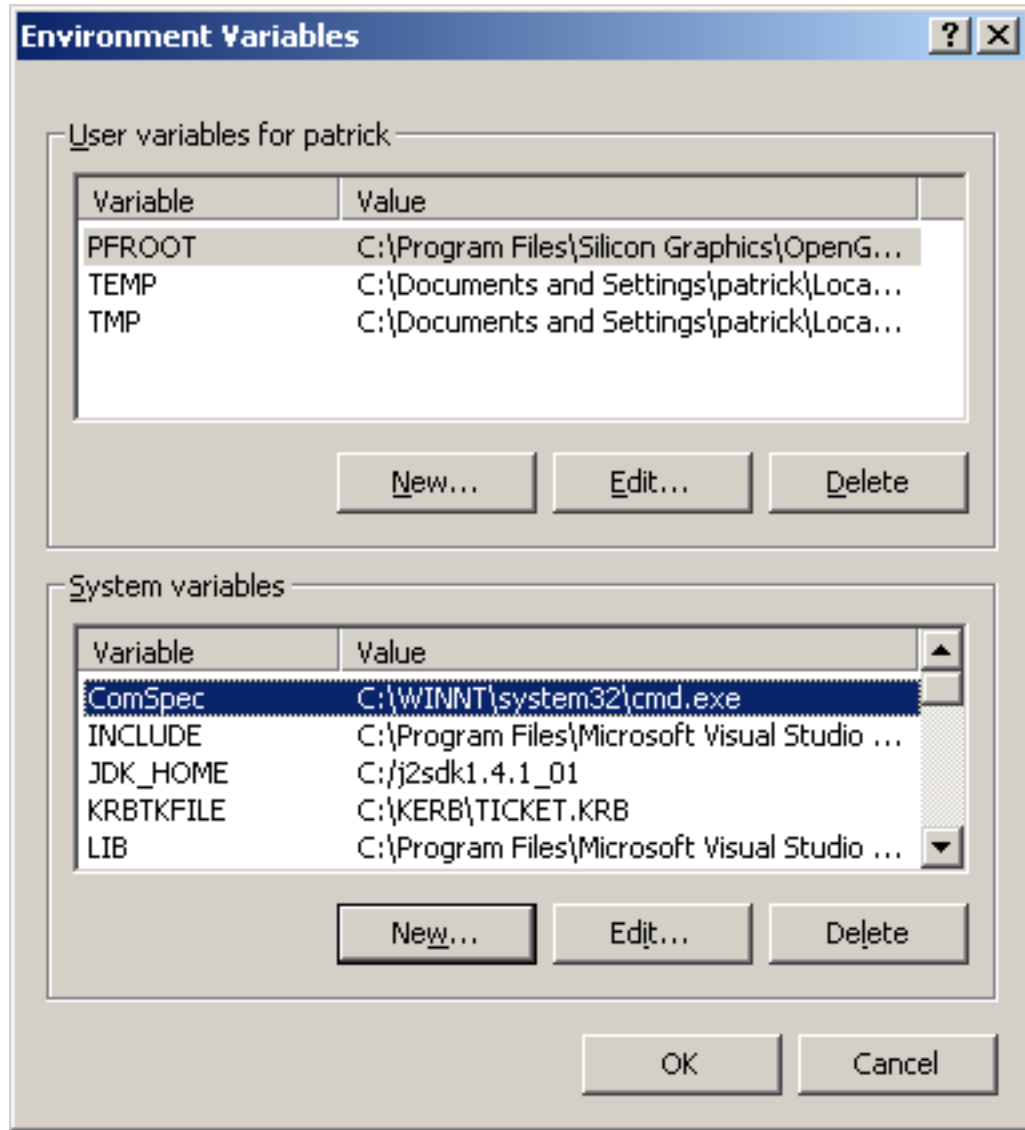 Environment Variables
User variables for patrick
Variable Value
PFROOT C:\Program Files\Silicon Graphics\OpenG...
TEMP C:\Documents and Settings\patrick\Loca...
TMP C:\Documents and Settings\patrick\Loca...
New... Edit... Delete
System variables
Variable Value
ComSpec C:\WINNT\system32\cmd.exe
INCLUDE C:\Program Files\Microsoft Visual Studio ...
JDK_HOME C:/j2sdk1.4.1_01
KRBTKFILE C:\KERB\TICKET.KRB
LIB C:\Program Files\Microsoft Visual Studio ...
New... Edit... Delete
OK Cancel